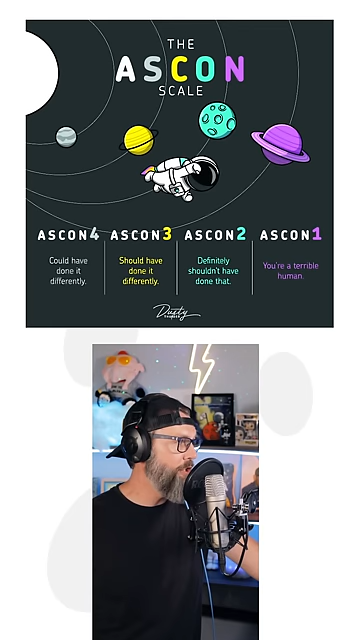 THE
ASCON
SCALE
ASCON4
Could have
done it
differently.
ASCON3
Should have
done it
differently.
ASCON2
Definitely
shouldn't have
done that.
ASCON1
You're a terrible
human.
Dusty